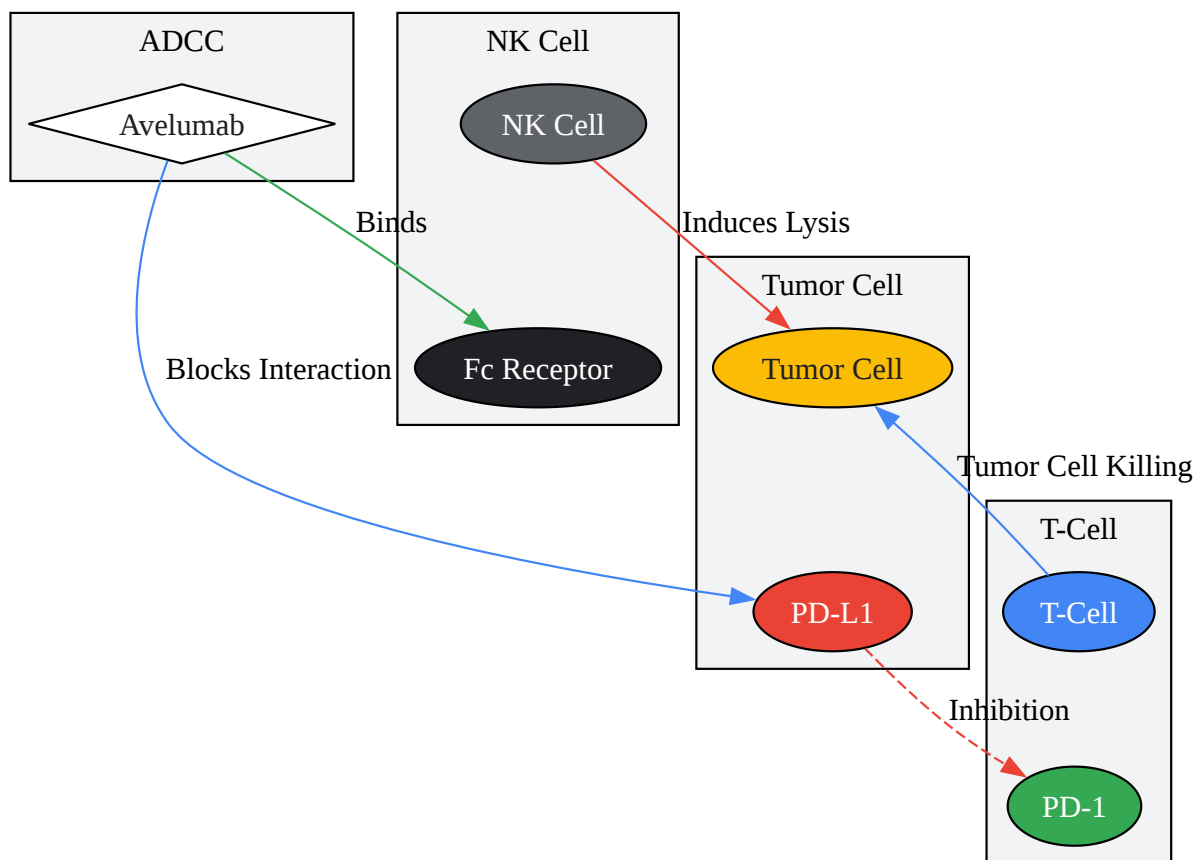 ADCC
NK Cell
Avelumab
NK Cell
Binds
Induces Lysis
Tumor Cell
Blocks Interaction
Fc Receptor
Tumor Cell
Tumor Cell Killing
T-Cell
PD-L1
T-Cell
Inhibition
PD-1